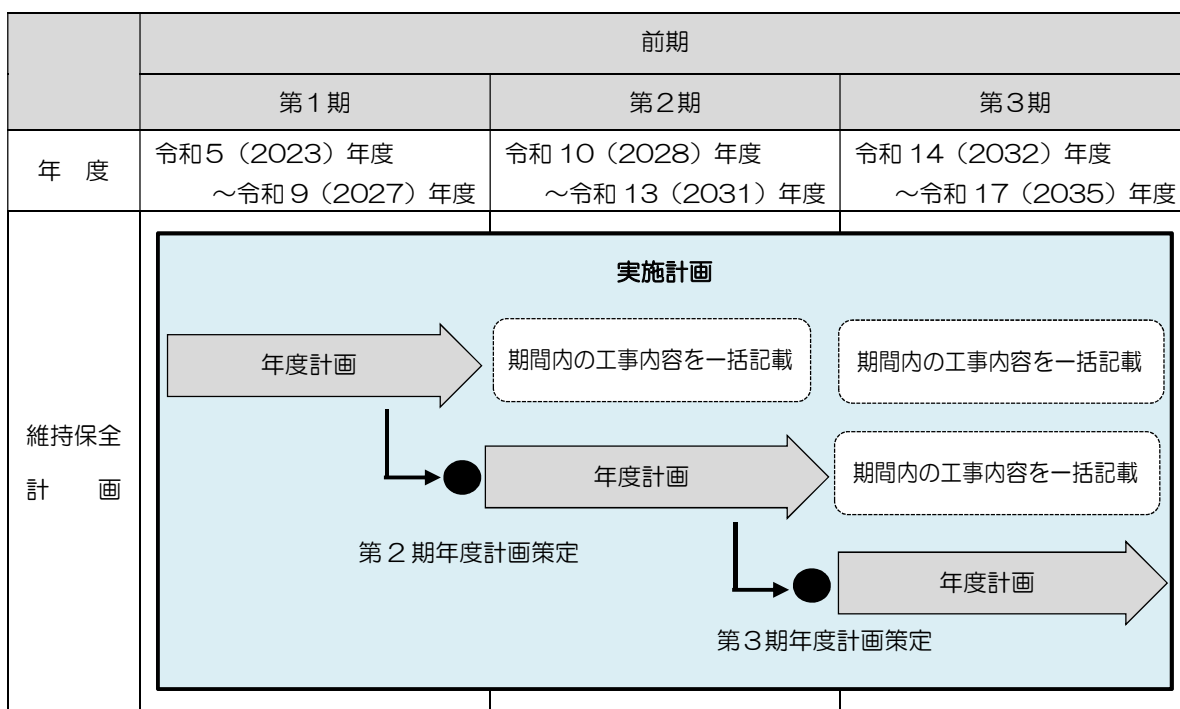 前期
第1期
第2期
第3期
年　度
令和5（2023）年度
～令和9（2027）年度
令和10（2028）年度
～令和13（2031）年度
令和14（2032）年度
～令和17（2035）年度
維持保全
計　画
実施計画
年度計画
期間内の工事内容を一括記載
期間内の工事内容を一括記載
年度計画
期間内の工事内容を一括記載
第2期年度計画策定
年度計画
第3期年度計画策定